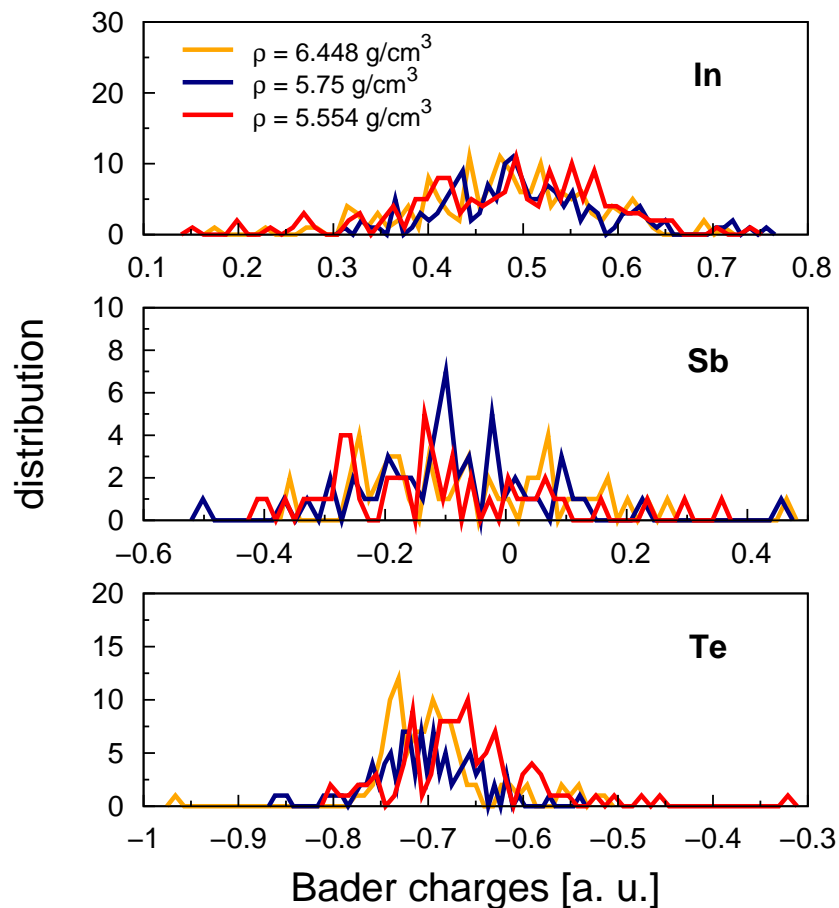 30
20
10
0
ρ = 6.448 g/cm³
ρ = 5.75 g/cm³
ρ = 5.554 g/cm³
In
0.1 0.2 0.3 0.4 0.5 0.6 0.7 0.8
distribution
10
8
6
4
2
0
Sb
−0.6 −0.4 −0.2 0 0.2 0.4
20
15
10
5
0
Te
−1 −0.9 −0.8 −0.7 −0.6 −0.5 −0.4 −0.3
Bader charges [a. u.]